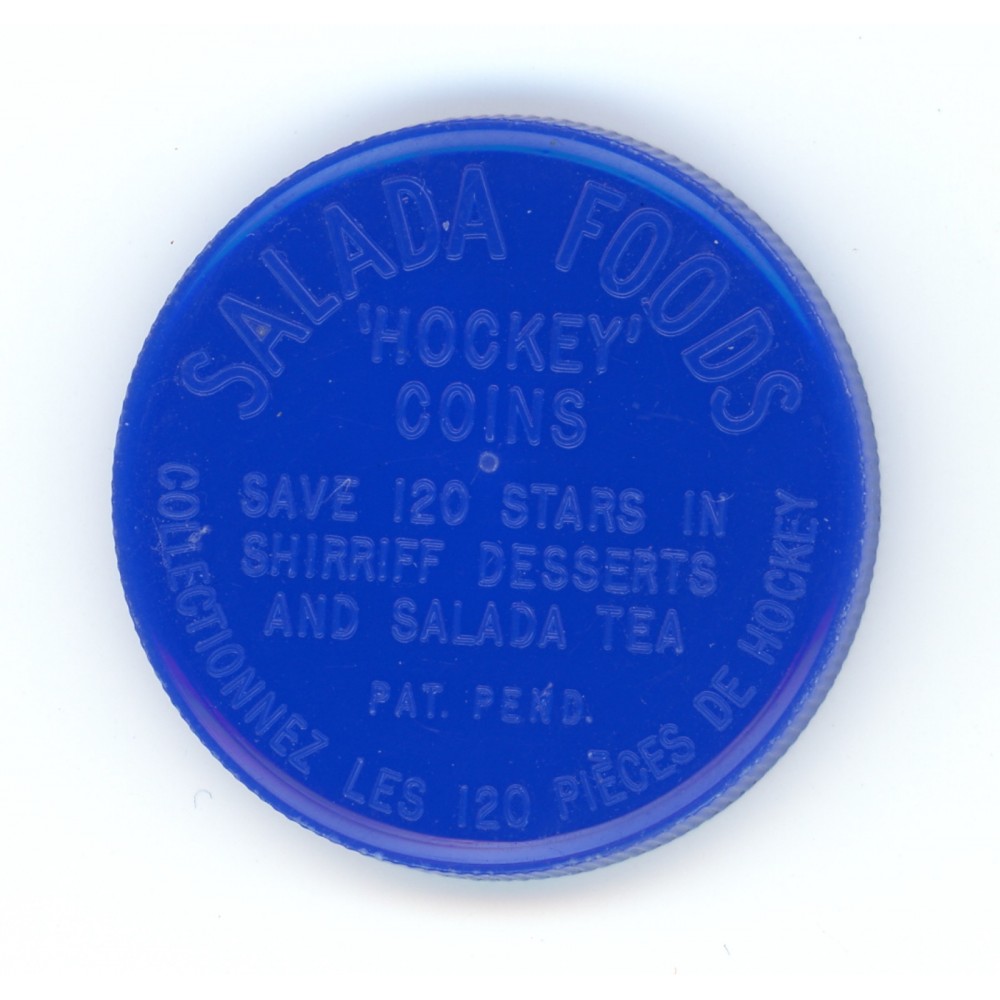 SALADA FOODS
'HOCKEY'
COINS
SAVE 120 STARS IN
SHIRRIFF DESSERTS
AND SALADA TEA
PAT. PEND.
COLLECTIONNEZ LES 120 PIÈCES DE HOCKEY